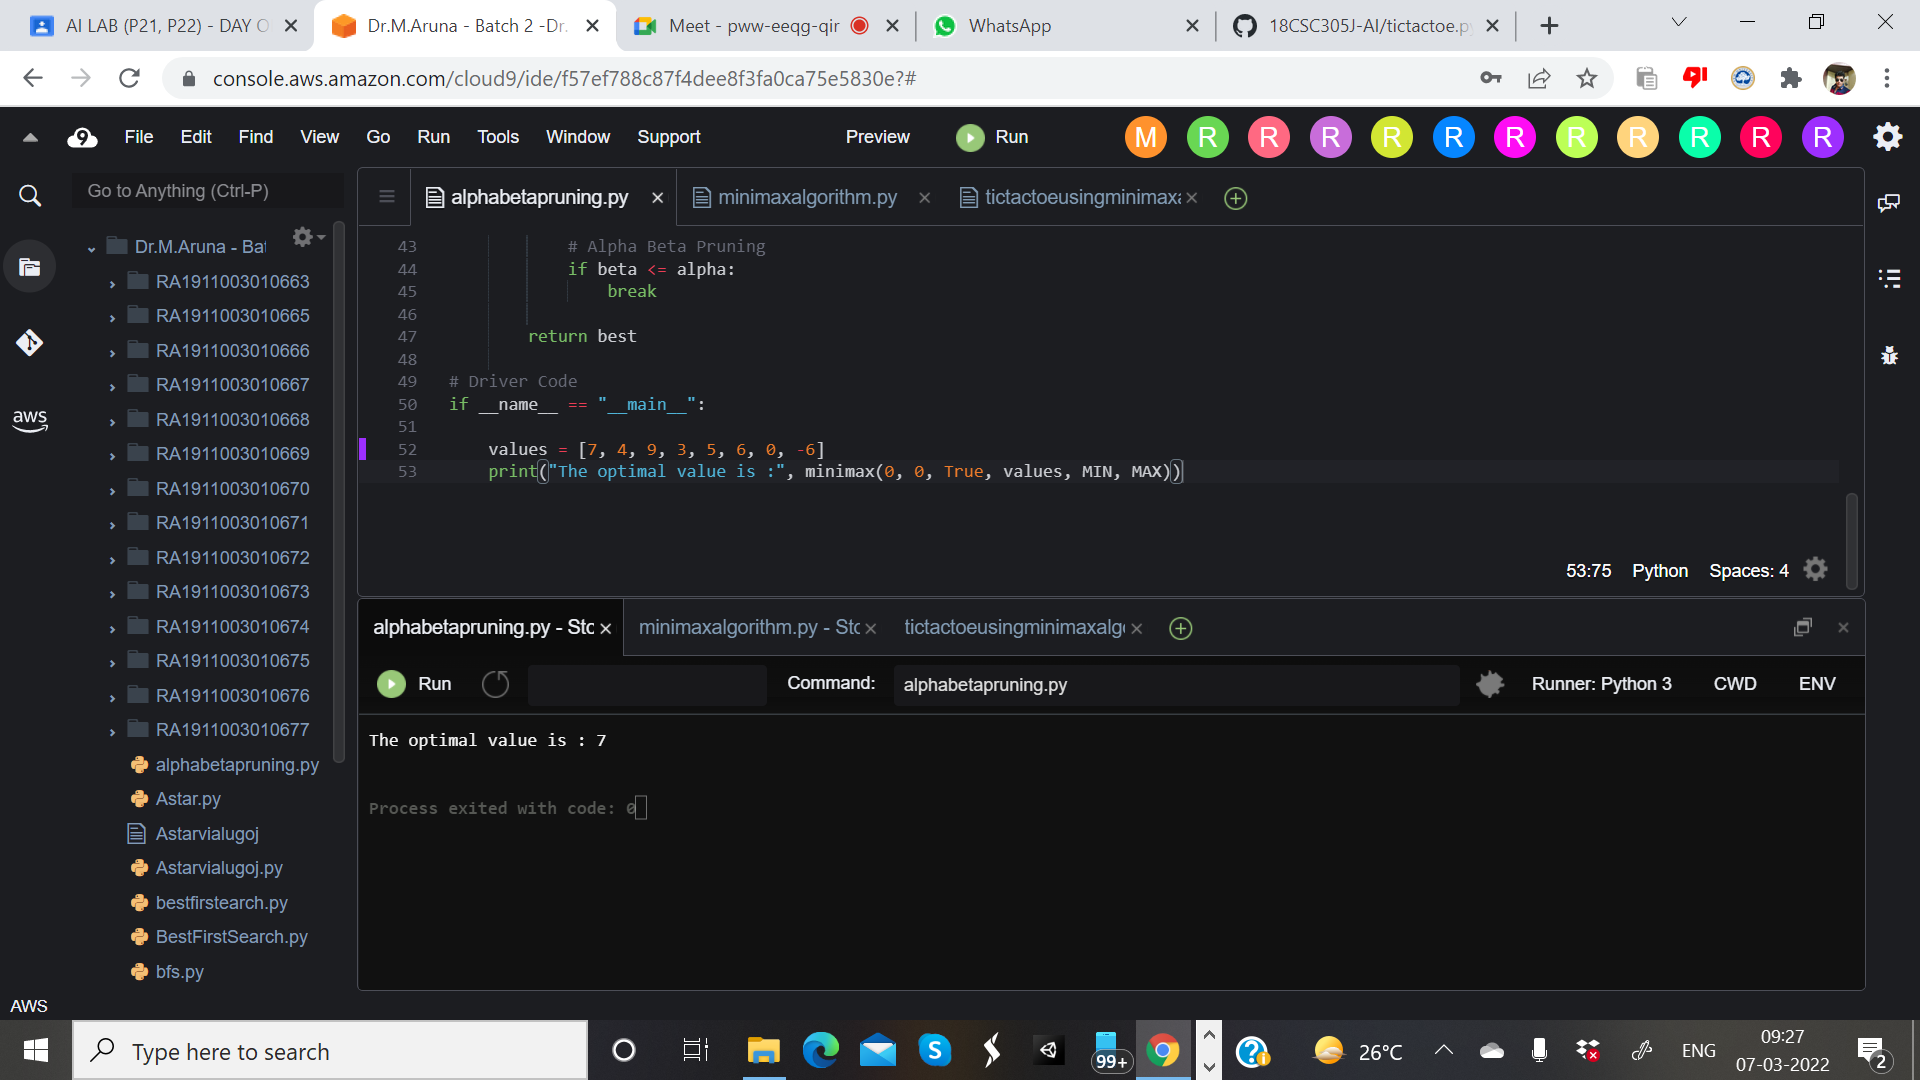 AI LAB (P21, P22) - DAY O
Dr.M.Aruna - Batch 2 -Dr.
Meet - pww-eeqg-qir
WhatsApp
18CSC305J-AI/tictactoe.py
console.aws.amazon.com/cloud9/ide/f57ef788c87f4dee8f3fa0ca75e5830e?#
9 File Edit Find View Go Run Tools Window Support Preview Run M R R R R R R R R R R R
Go to Anything (Ctrl-P)
alphabetapruning.py minimaxalgorithm.py tictactoeusingminimaxa
Dr.M.Aruna - Bat
RA1911003010663
RA1911003010665
RA1911003010666
RA1911003010667
RA1911003010668
RA1911003010669
RA1911003010670
RA1911003010671
RA1911003010672
RA1911003010673
RA1911003010674
RA1911003010675
RA1911003010676
RA1911003010677
alphabetapruning.py
Astar.py
Astarvialugoj
Astarvialugoj.py
bestfirstearch.py
BestFirstSearch.py
bfs.py
aws
AWS
43 # Alpha Beta Pruning
44 if beta <= alpha:
45 break
46
47 return best
48
49 # Driver Code
50 if __name__ == "__main__":
51
52 values = [7, 4, 9, 3, 5, 6, 0, -6]
53 print("The optimal value is :", minimax(0, 0, True, values, MIN, MAX))
53:75 Python Spaces: 4
alphabetapruning.py - Stc minimaxalgorithm.py - Stc tictactoeusingminimaxalg
Run Command: alphabetapruning.py Runner: Python 3 CWD ENV
The optimal value is : 7
Process exited with code: 0
Type here to search
S
99+
26°C
ENG
09:27
07-03-2022
2